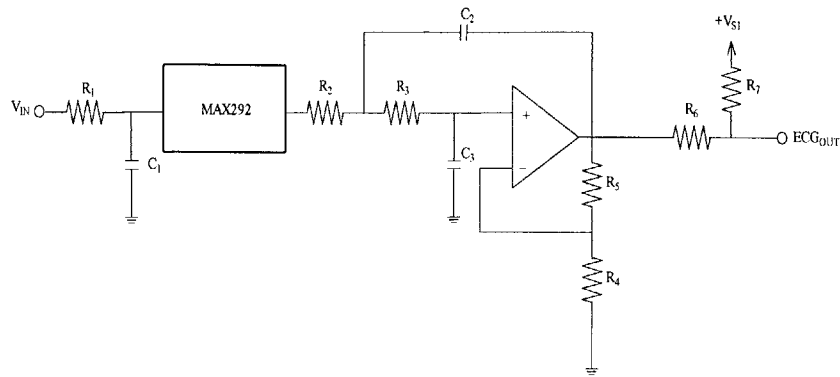 C2
+VS1
R7
VIN
R1
MAX292
R2
R3
R6
ECGOUT
C1
C3
+
−
R5
R4